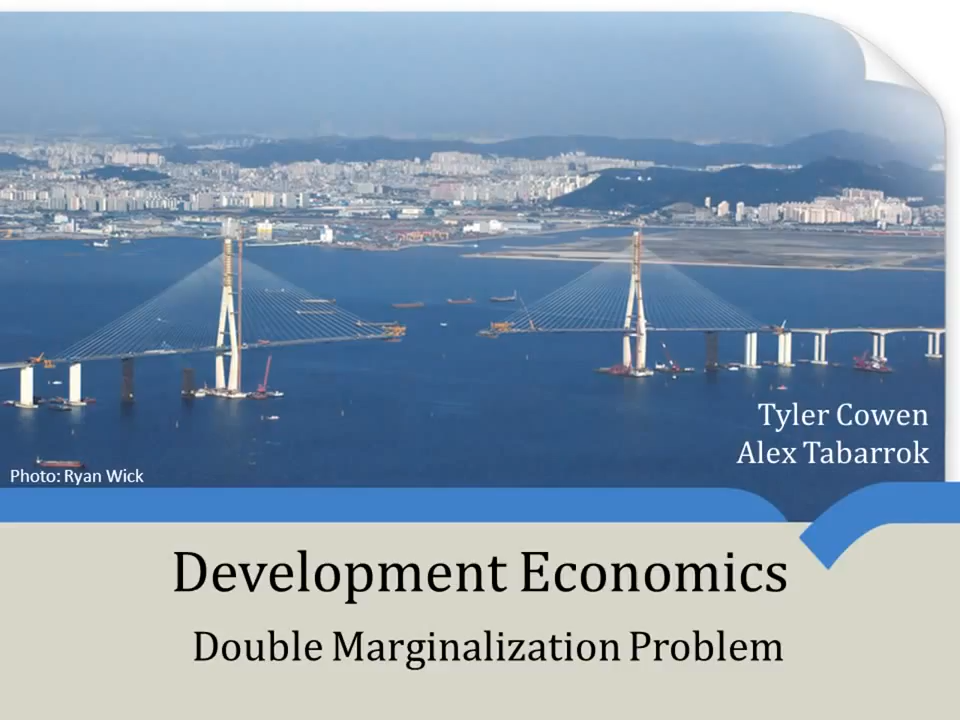 Tyler Cowen
Alex Tabarrok
Photo: Ryan Wick
Development Economics
Double Marginalization Problem